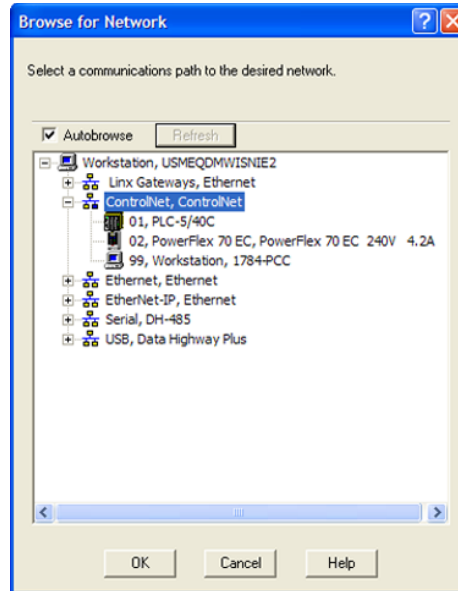 Browse for Network
Select a communications path to the desired network.
Autobrowse Refresh
Workstation, USMEQDMWISNIE2
Linx Gateways, Ethernet
ControlNet, ControlNet
01, PLC-5/40C
02, PowerFlex 70 EC, PowerFlex 70 EC 240V 4.2A
99, Workstation, 1784-PCC
Ethernet, Ethernet
EtherNet-IP, Ethernet
Serial, DH-485
USB, Data Highway Plus
OK Cancel Help